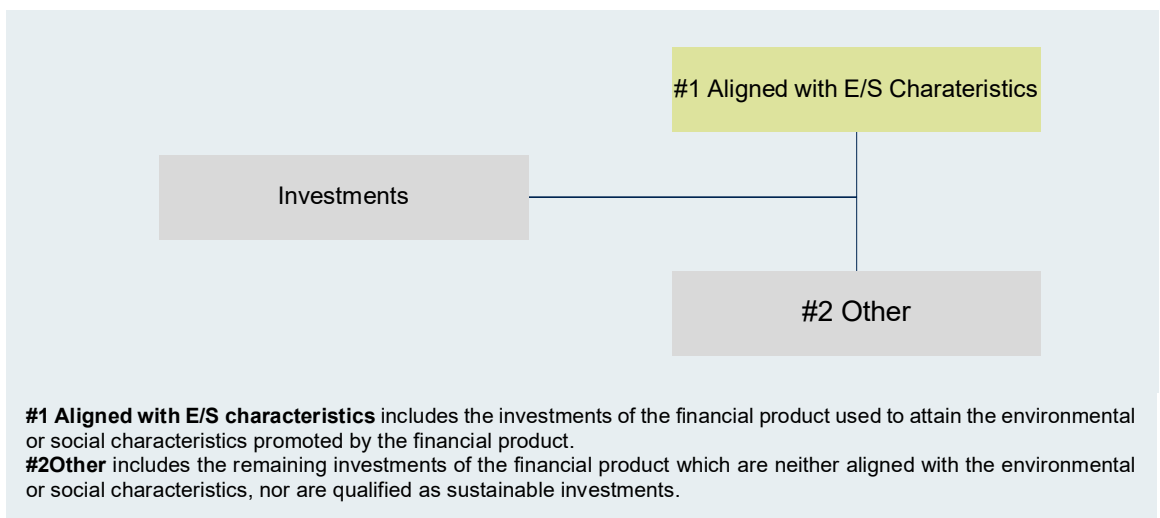 #1 Aligned with E/S Charateristics
Investments
#2 Other
#1 Aligned with E/S characteristics includes the investments of the financial product used to attain the environmental
or social characteristics promoted by the financial product.
#2Other includes the remaining investments of the financial product which are neither aligned with the environmental
or social characteristics, nor are qualified as sustainable investments.